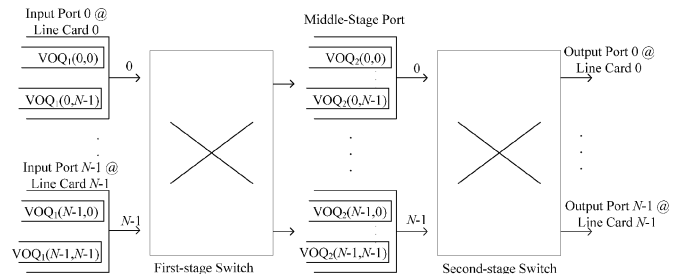 Input Port 0 @
Line Card 0
VOQ1(0,0)
VOQ1(0,N-1)
0
Input Port N-1 @
Line Card N-1
VOQ1(N-1,0)
VOQ1(N-1,N-1)
N-1
First-stage Switch
Middle-Stage Port
VOQ2(0,0)
VOQ2(0,N-1)
0
VOQ2(N-1,0)
VOQ2(N-1,N-1)
N-1
Second-stage Switch
Output Port 0 @
Line Card 0
Output Port N-1 @
Line Card N-1